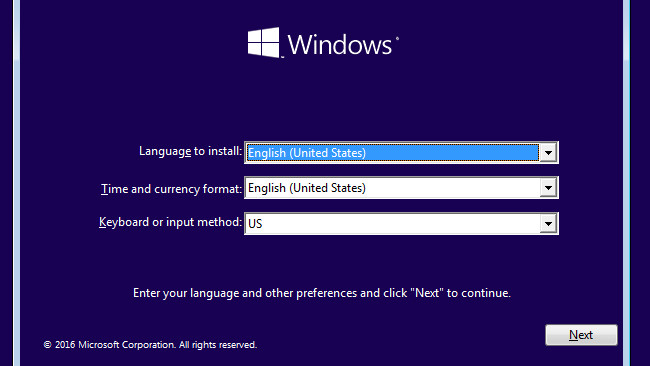 Windows®
Language to install: English (United States)
Time and currency format: English (United States)
Keyboard or input method: US
Enter your language and other preferences and click "Next" to continue.
Next
© 2016 Microsoft Corporation. All rights reserved.